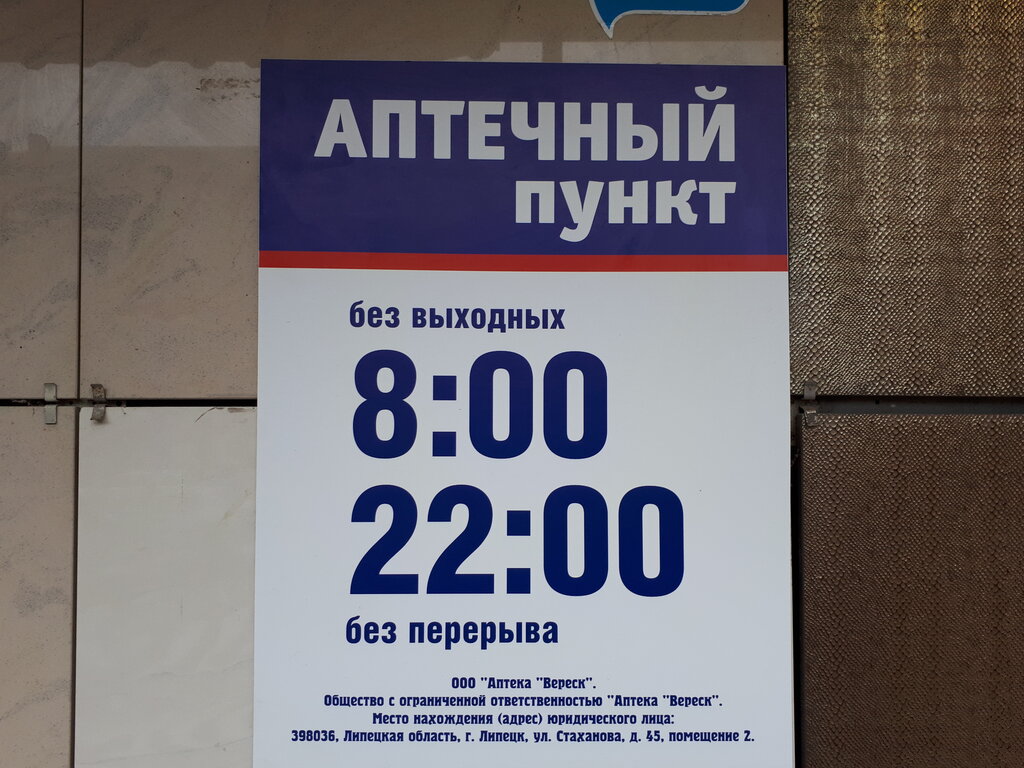 АПТЕЧНЫЙ
пункт
без выходных
8:00
22:00
без перерыва
ООО "Аптека "Вереск".
Общество с ограниченной ответственностью "Аптека "Вереск".
Место нахождения (адрес) юридического лица:
398036, Липецкая область, г. Липецк, ул. Стаханова, д. 45, помещение 2.